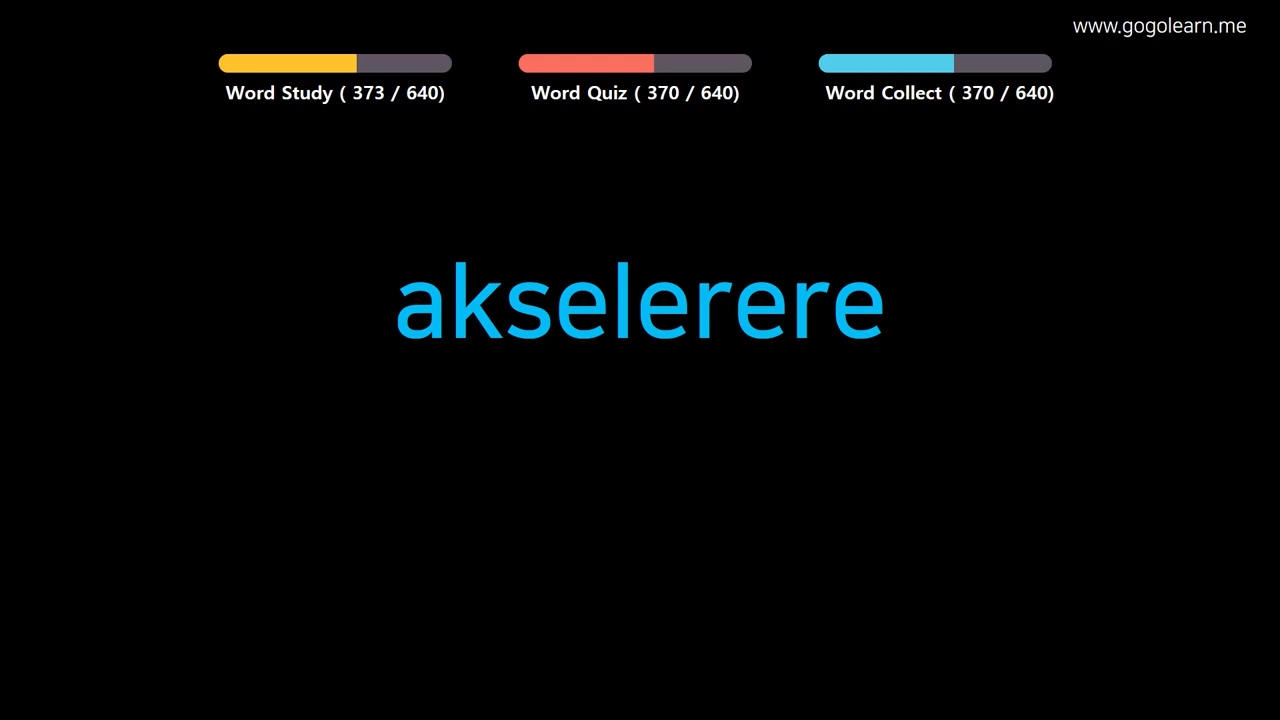 www.gogolearn.me
Word Study ( 373 / 640)
Word Quiz ( 370 / 640)
Word Collect ( 370 / 640)
akselerere